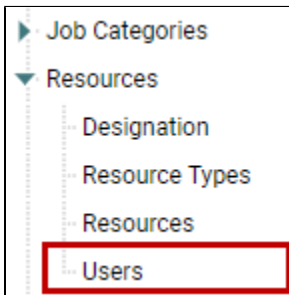 Job Categories
Resources
Designation
Resource Types
Resources
Users